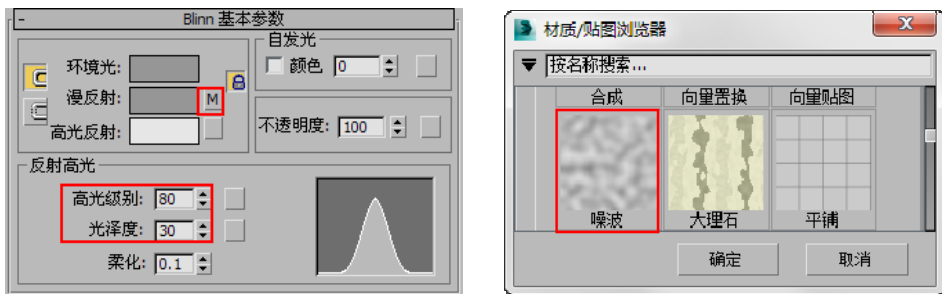 - Blinn 基本参数
环境光:
漫反射: M
高光反射:
自发光
颜色 0
不透明度: 100
反射高光
高光级别: 80
光泽度: 30
柔化: 0.1
材质/贴图浏览器
按名称搜索...
合成 向量置换 向量贴图
噪波 大理石 平铺
确定 取消